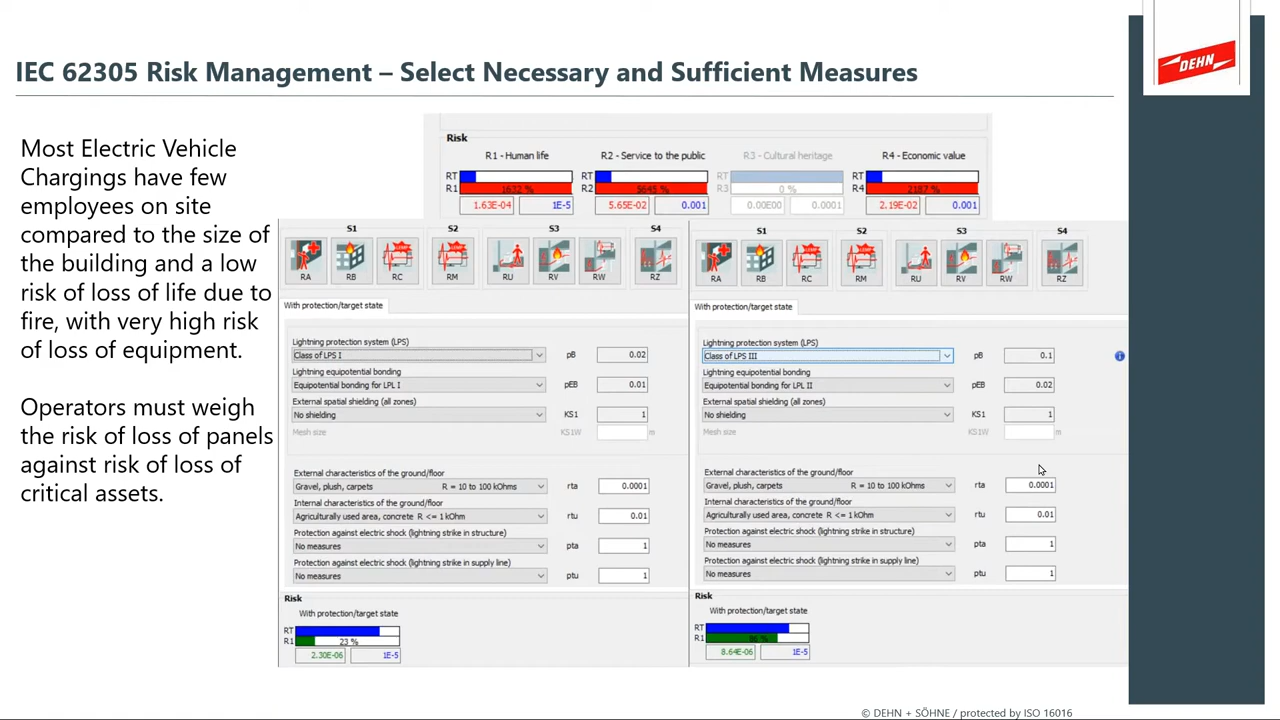 IEC 62305 Risk Management – Select Necessary and Sufficient Measures
DEHN
Most Electric Vehicle
Chargings have few
employees on site
compared to the size of
the building and a low
risk of loss of life due to
fire, with very high risk
of loss of equipment.
Operators must weigh
the risk of loss of panels
against risk of loss of
critical assets.
Risk
R1 - Human life R2 - Service to the public R3 - Cultural heritage R4 - Economic value
RT RT RT RT
R1 1632 % R2 5645 % R3 0 % R4 2187 %
1.63E-04 1E-5 5.65E-02 0.001 0.00E00 0.0001 2.19E-02 0.001
S1 S2 S3 S4
RA RB RC RM RU RV RW RZ
With protection/target state
Lightning protection system (LPS)
Class of LPS I pB 0.02
Lightning equipotential bonding
Equipotential bonding for LPL I pEB 0.01
External spatial shielding (all zones)
No shielding KS1 1
Mesh size KS1W m
External characteristics of the ground/floor
Gravel, plush, carpets R = 10 to 100 kOhms rta 0.0001
Internal characteristics of the ground/floor
Agriculturally used area, concrete R <= 1 kOhm rtu 0.01
Protection against electric shock (lightning strike in structure)
No measures pta 1
Protection against electric shock (lightning strike in supply line)
No measures ptu 1
Risk
With protection/target state
RT
R1 23 %
2.30E-06 1E-5
S1 S2 S3 S4
RA RB RC RM RU RV RW RZ
With protection/target state
Lightning protection system (LPS)
Class of LPS III pB 0.1
Lightning equipotential bonding
Equipotential bonding for LPL II pEB 0.02
External spatial shielding (all zones)
No shielding KS1 1
Mesh size KS1W m
External characteristics of the ground/floor
Gravel, plush, carpets R = 10 to 100 kOhms rta 0.0001
Internal characteristics of the ground/floor
Agriculturally used area, concrete R <= 1 kOhm rtu 0.01
Protection against electric shock (lightning strike in structure)
No measures pta 1
Protection against electric shock (lightning strike in supply line)
No measures ptu 1
Risk
With protection/target state
RT
R1
8.64E-06 1E-5
© DEHN + SÖHNE / protected by ISO 16016